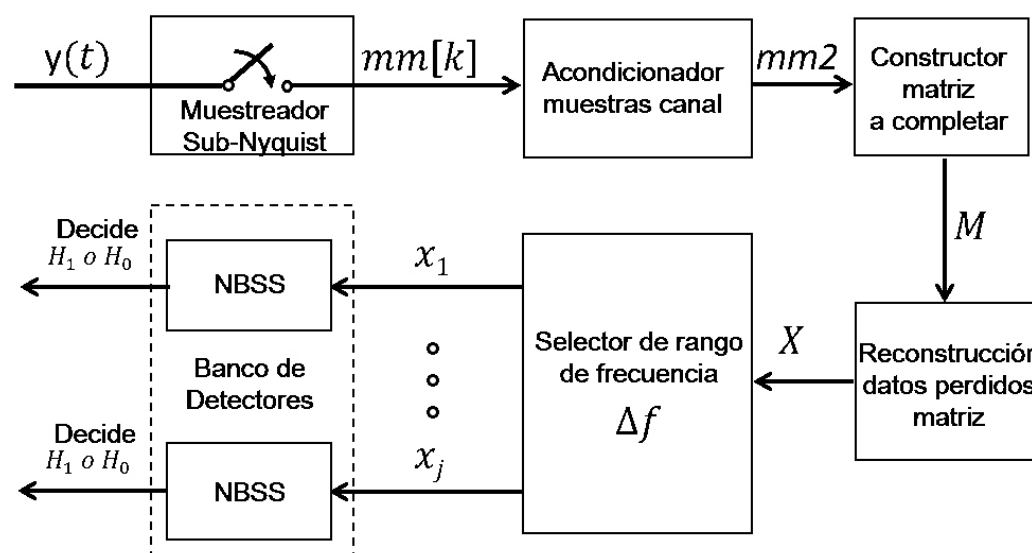 y(t)
Muestreador
Sub-Nyquist
mm[k]
Acondicionador
muestras canal
mm2
Constructor
matriz
a completar
M
Reconstrucción
datos perdidos
matriz
X
Selector de rango
de frecuencia
Δf
x₁
xⱼ
NBSS
Banco de
Detectores
NBSS
Decide
H₁ o H₀
Decide
H₁ o H₀